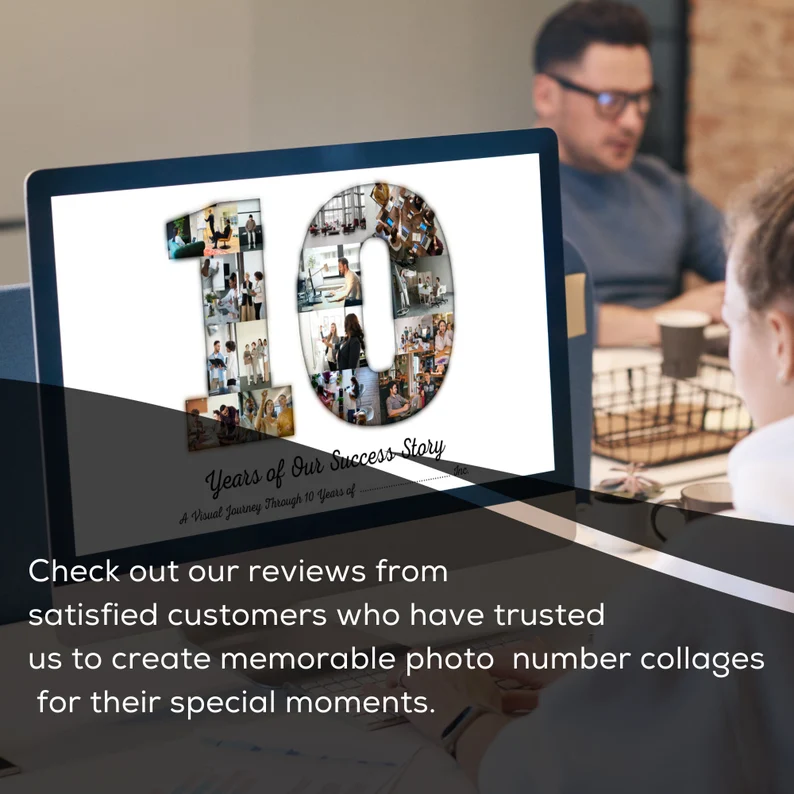 10
Years of Our Success Story
A Visual Journey Through 10 Years of ........................... Inc.
Check out our reviews from
satisfied customers who have trusted
us to create memorable photo number collages
for their special moments.